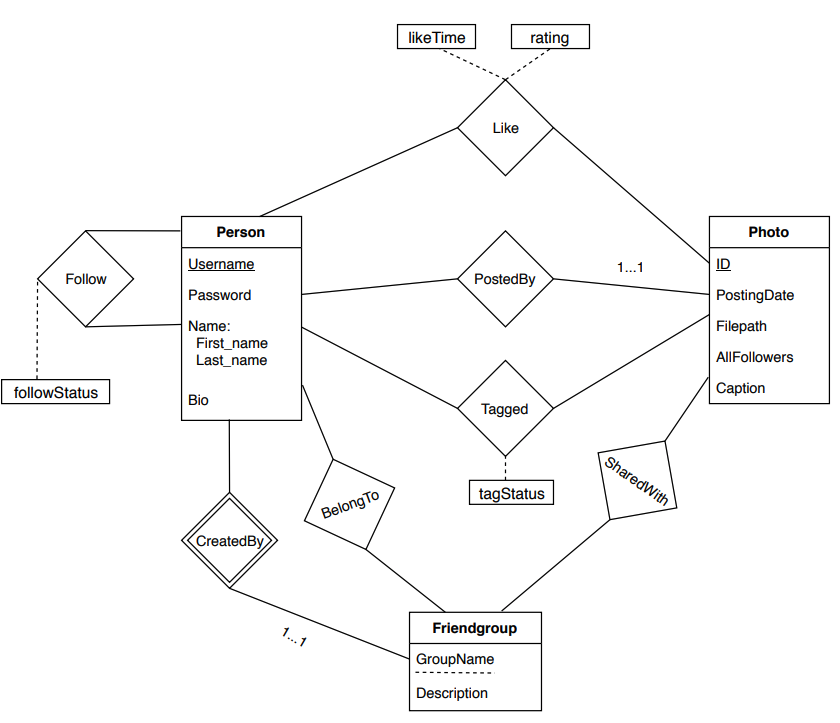 likeTime
rating
Like
Person
Username
Password
Name:
First_name
Last_name
Bio
Follow
followStatus
PostedBy
1...1
Photo
ID
PostingDate
Filepath
AllFollowers
Caption
Tagged
tagStatus
SharedWith
BelongTo
CreatedBy
1...1
Friendgroup
GroupName
Description